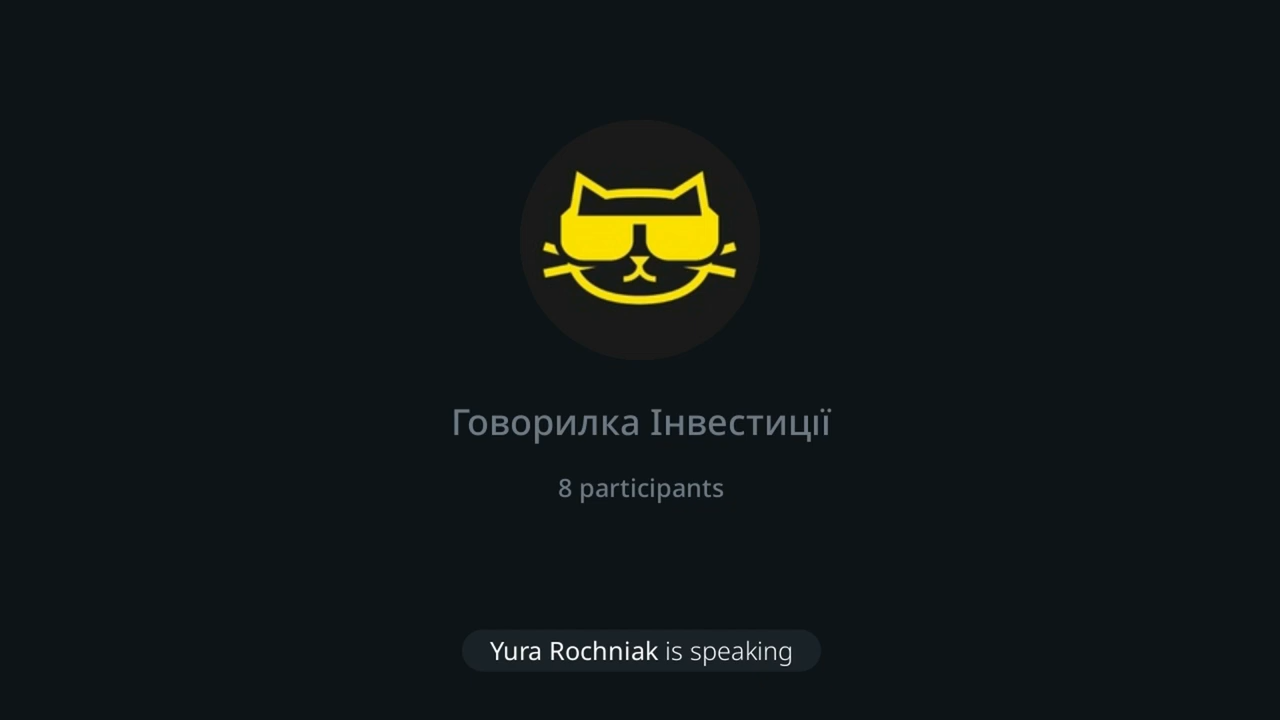 Говорилка Інвестиції
8 participants
Yura Rochniak is speaking